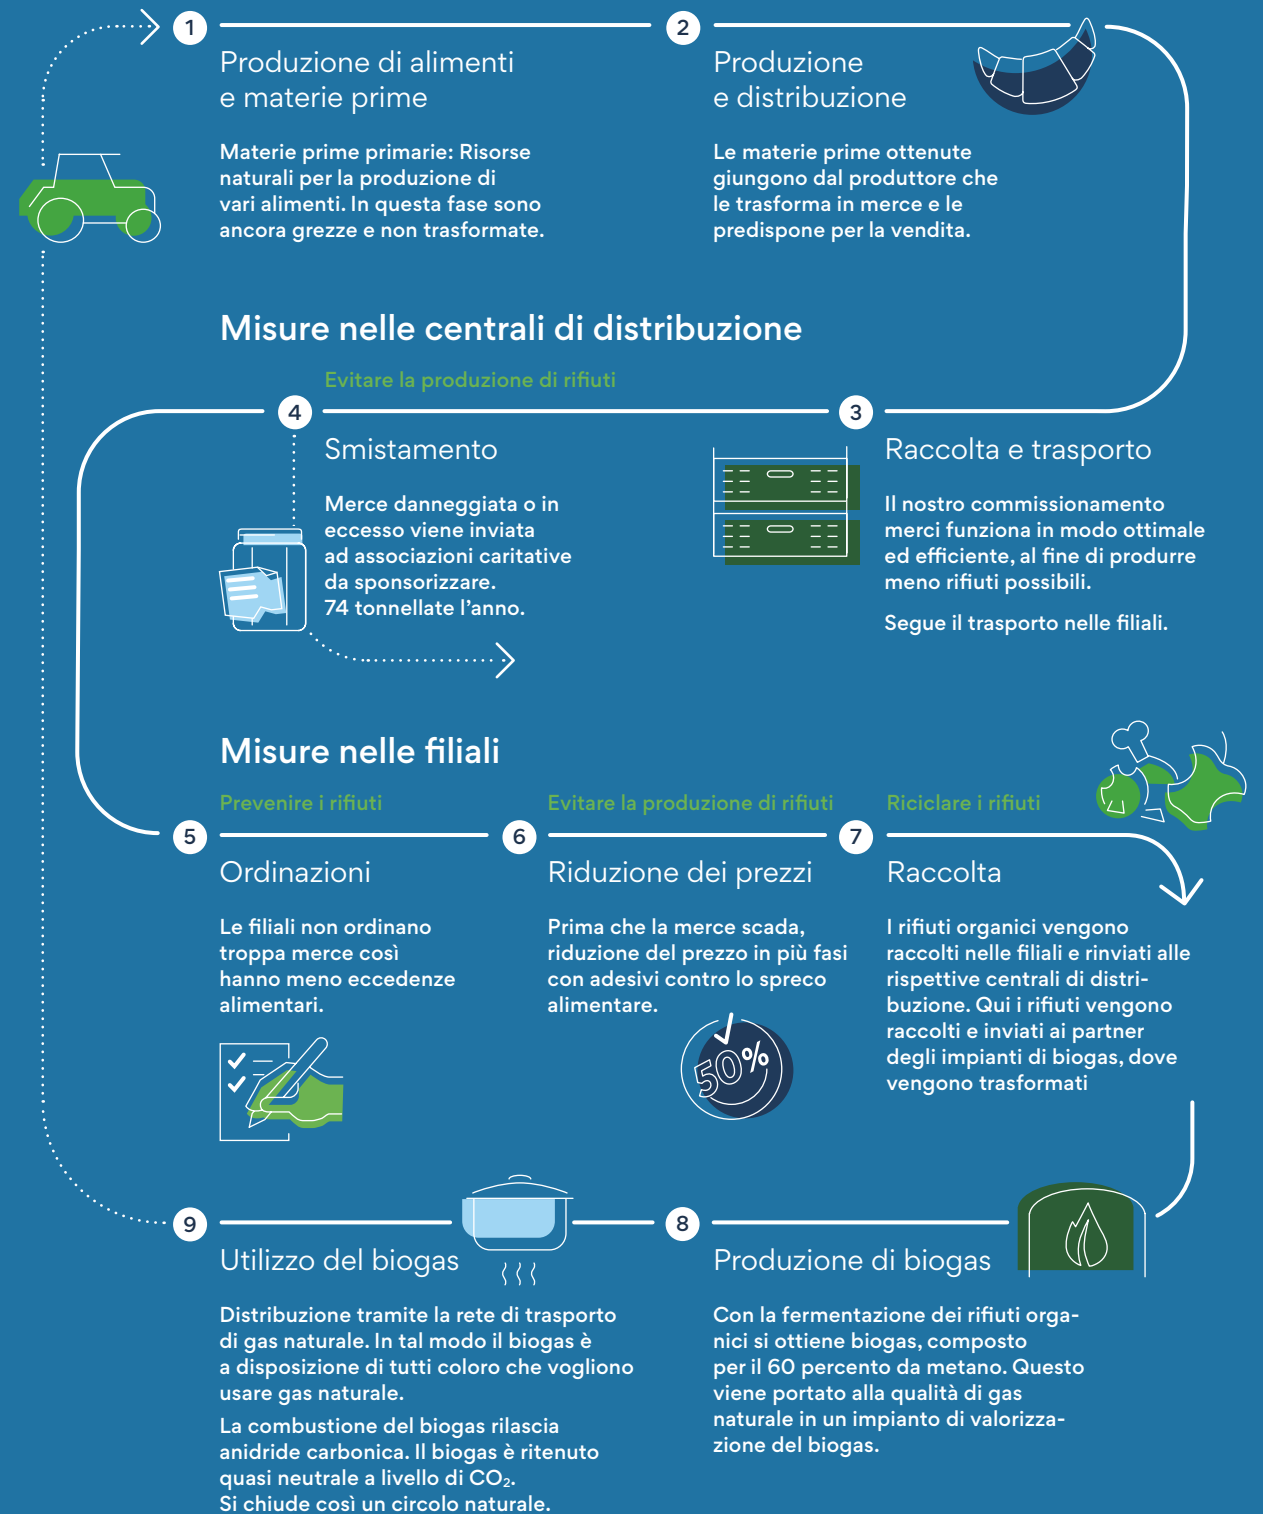 1
Produzione di alimenti
e materie prime
Materie prime primarie: Risorse
naturali per la produzione di
vari alimenti. In questa fase sono
ancora grezze e non trasformate.
2
Produzione
e distribuzione
Le materie prime ottenute
giungono dal produttore che
le trasforma in merce e le
predispone per la vendita.
Misure nelle centrali di distribuzione
3
Raccolta e trasporto
Il nostro commissionamento
merci funziona in modo ottimale
ed efficiente, al fine di produrre
meno rifiuti possibili.
Segue il trasporto nelle filiali.
Evitare la produzione di rifiuti
4
Smistamento
Merce danneggiata o in
eccesso viene inviata
ad associazioni caritative
da sponsorizzare.
74 tonnellate l’anno.
Misure nelle filiali
Prevenire i rifiuti
5
Ordinazioni
Le filiali non ordinano
troppa merce così
hanno meno eccedenze
alimentari.
Evitare la produzione di rifiuti
6
Riduzione dei prezzi
Prima che la merce scada,
riduzione del prezzo in più fasi
con adesivi contro lo spreco
alimentare.
50%
Riciclare i rifiuti
7
Raccolta
I rifiuti organici vengono
raccolti nelle filiali e rinviati alle
rispettive centrali di distri-
buzione. Qui i rifiuti vengono
raccolti e inviati ai partner
degli impianti di biogas, dove
vengono trasformati
8
Produzione di biogas
Con la fermentazione dei rifiuti orga-
nici si ottiene biogas, composto
per il 60 percento da metano. Questo
viene portato alla qualità di gas
naturale in un impianto di valorizza-
zione del biogas.
9
Utilizzo del biogas
Distribuzione tramite la rete di trasporto
di gas naturale. In tal modo il biogas è
a disposizione di tutti coloro che vogliono
usare gas naturale.
La combustione del biogas rilascia
anidride carbonica. Il biogas è ritenuto
quasi neutrale a livello di CO₂.
Si chiude così un circolo naturale.